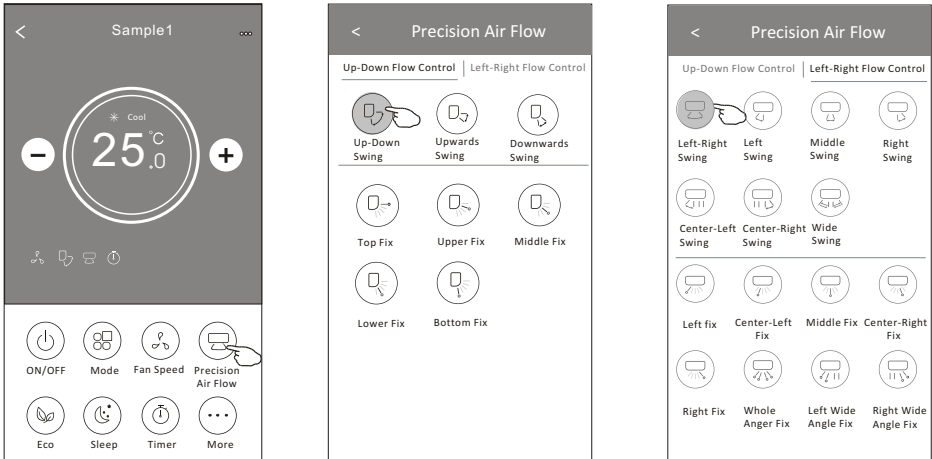 < Sample1
Cool
25.0 °C
− +
ON/OFF Mode Fan Speed Precision
Air Flow
Eco Sleep Timer More
< Precision Air Flow
Up-Down Flow Control | Left-Right Flow Control
Up-Down Upwards Downwards
Swing Swing Swing
Top Fix Upper Fix Middle Fix
Lower Fix Bottom Fix
< Precision Air Flow
Up-Down Flow Control | Left-Right Flow Control
Left-Right Left Middle Right
Swing Swing Swing Swing
Center-Left Center-Right Wide
Swing Swing Swing
Left fix Center-Left Middle Fix Center-Right
Fix Fix
Right Fix Whole Left Wide Right Wide
Anger Fix Angle Fix Angle Fix